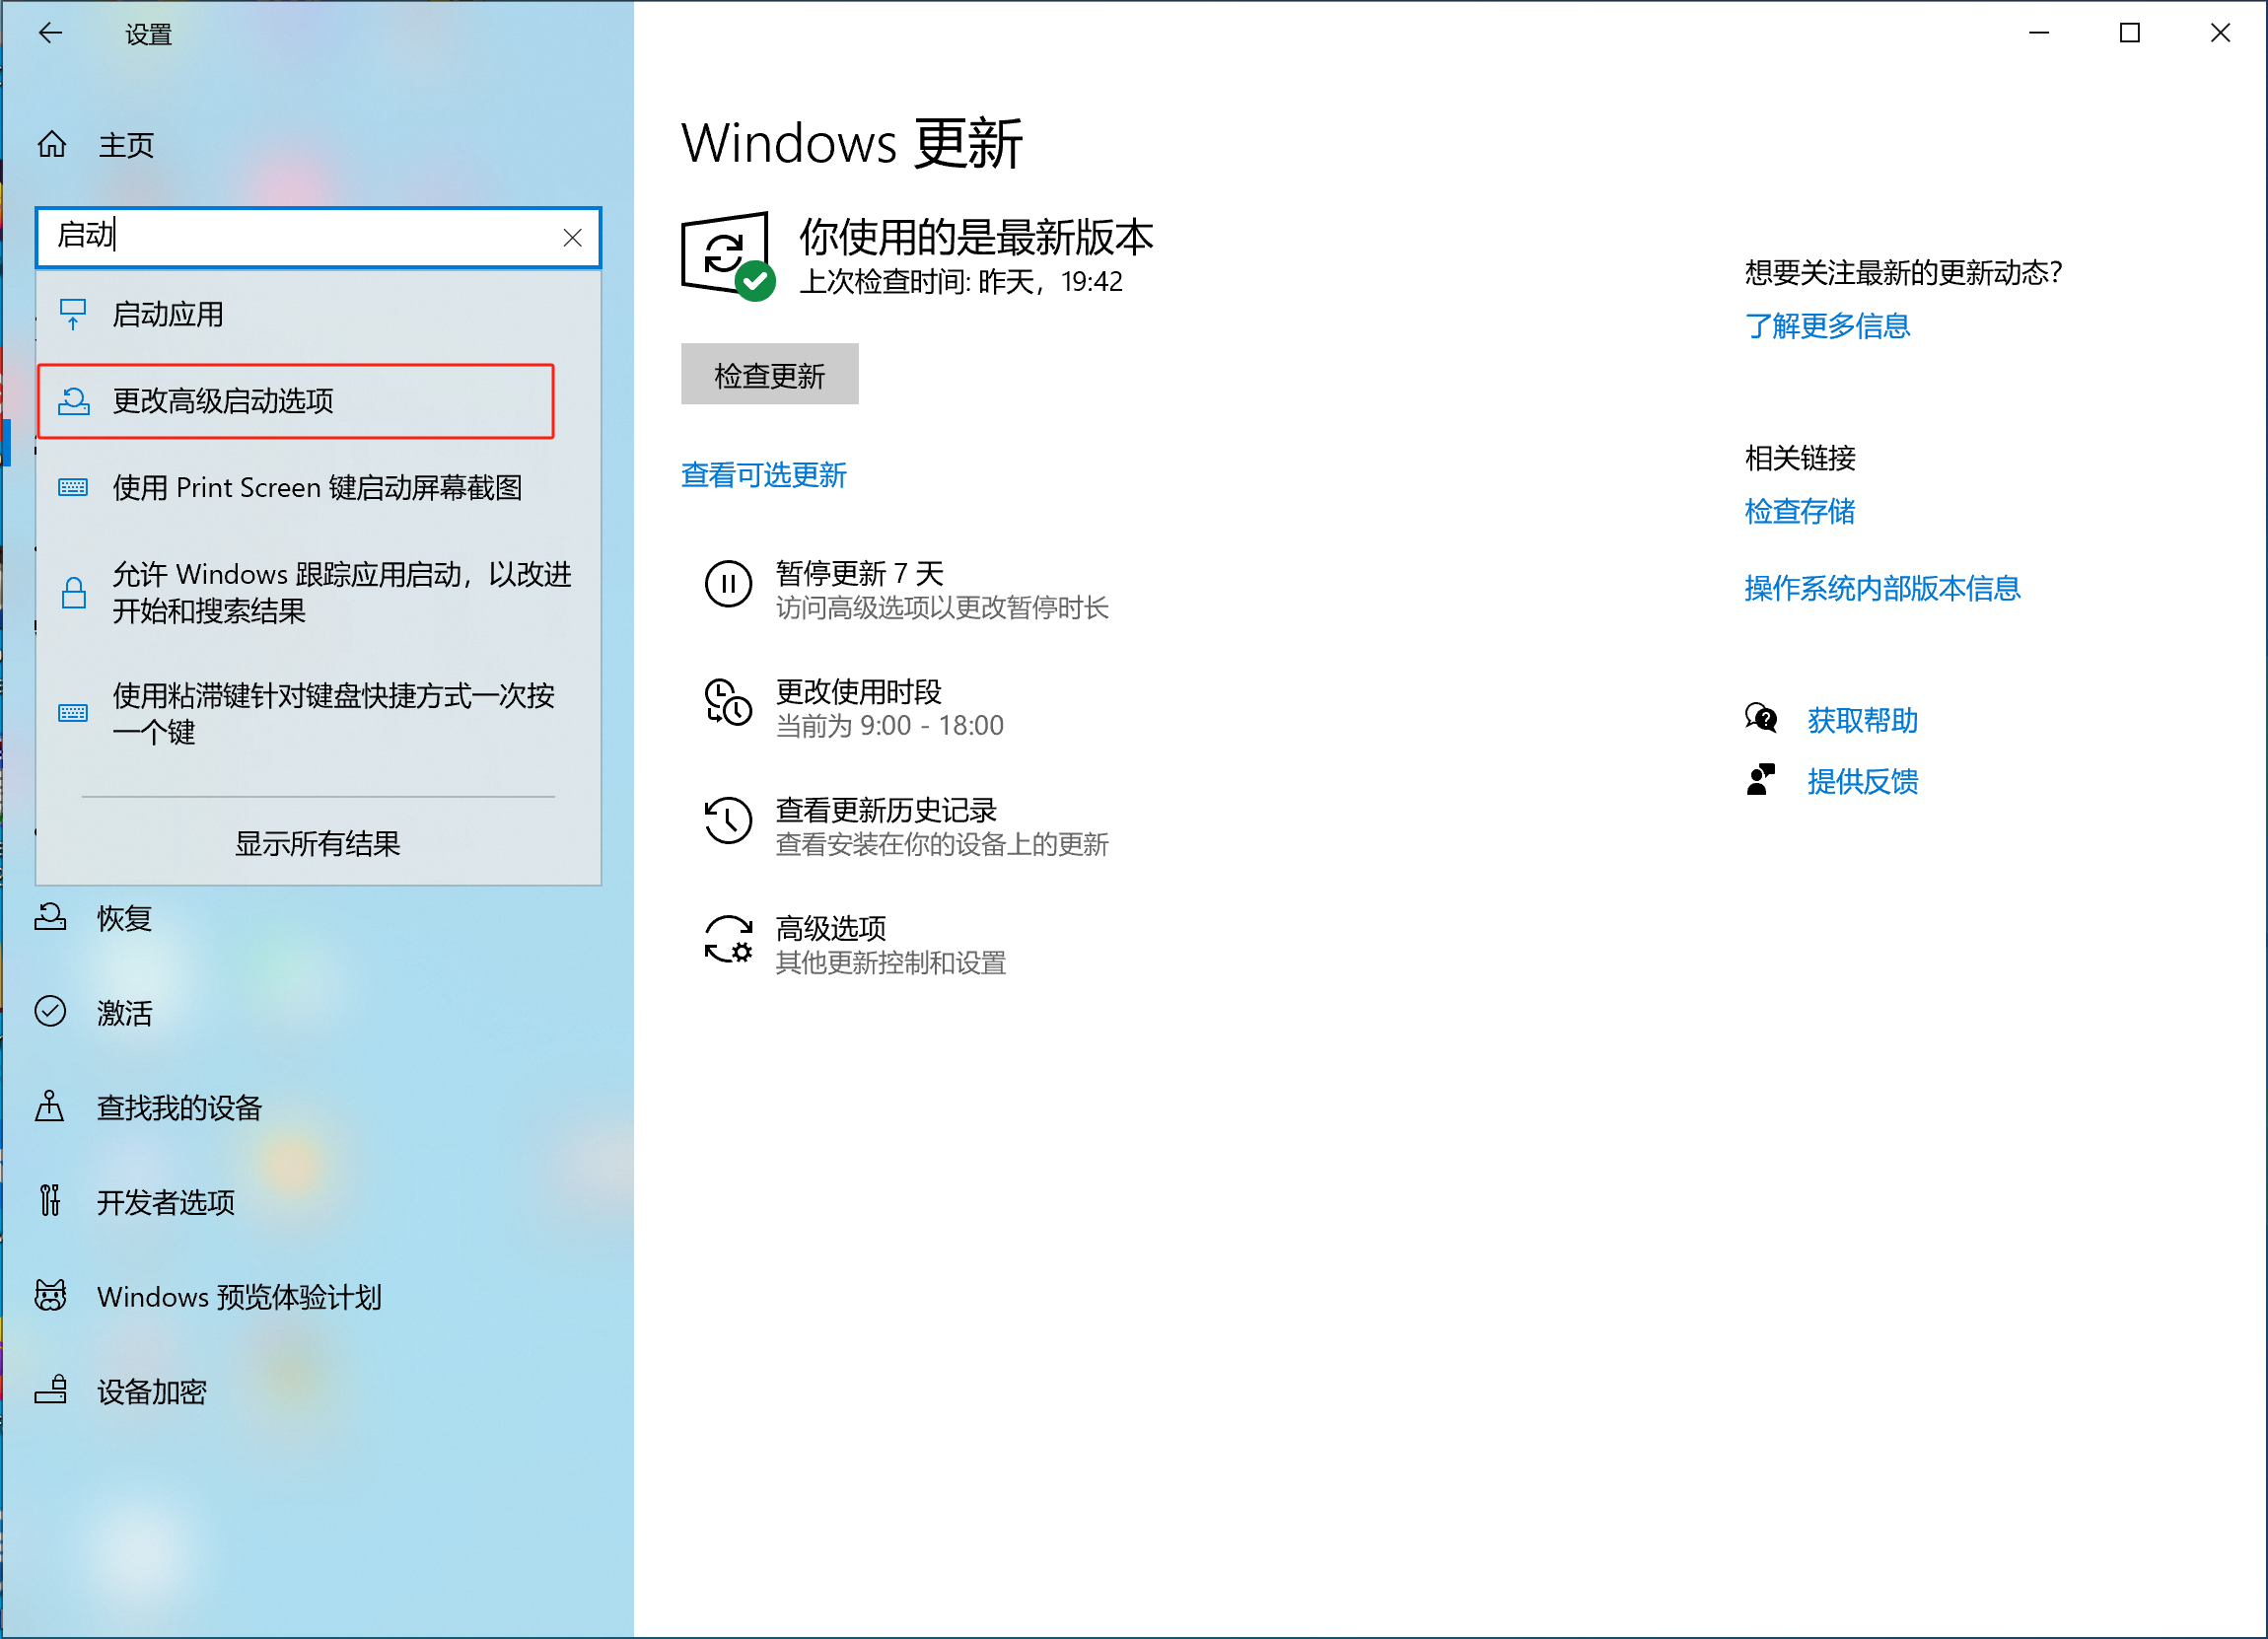 设置
主页
启动
启动应用
更改高级启动选项
使用 Print Screen 键启动屏幕截图
允许 Windows 跟踪应用启动，以改进
开始和搜索结果
使用粘滞键针对键盘快捷方式一次按
一个键
显示所有结果
恢复
激活
查找我的设备
开发者选项
Windows 预览体验计划
设备加密
Windows 更新
你使用的是最新版本
上次检查时间: 昨天，19:42
检查更新
查看可选更新
暂停更新 7 天
访问高级选项以更改暂停时长
更改使用时段
当前为 9:00 - 18:00
查看更新历史记录
查看安装在你的设备上的更新
高级选项
其他更新控制和设置
想要关注最新的更新动态?
了解更多信息
相关链接
检查存储
操作系统内部版本信息
获取帮助
提供反馈